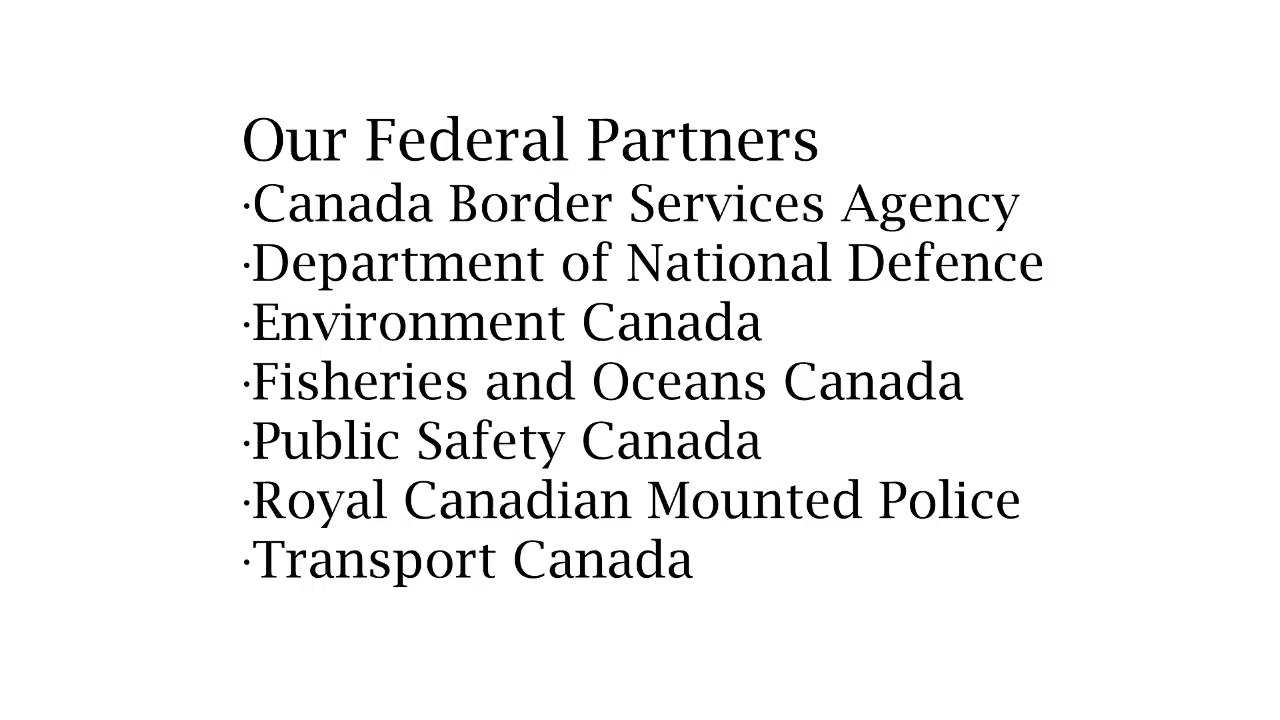 Our Federal Partners
·Canada Border Services Agency
·Department of National Defence
·Environment Canada
·Fisheries and Oceans Canada
·Public Safety Canada
·Royal Canadian Mounted Police
·Transport Canada